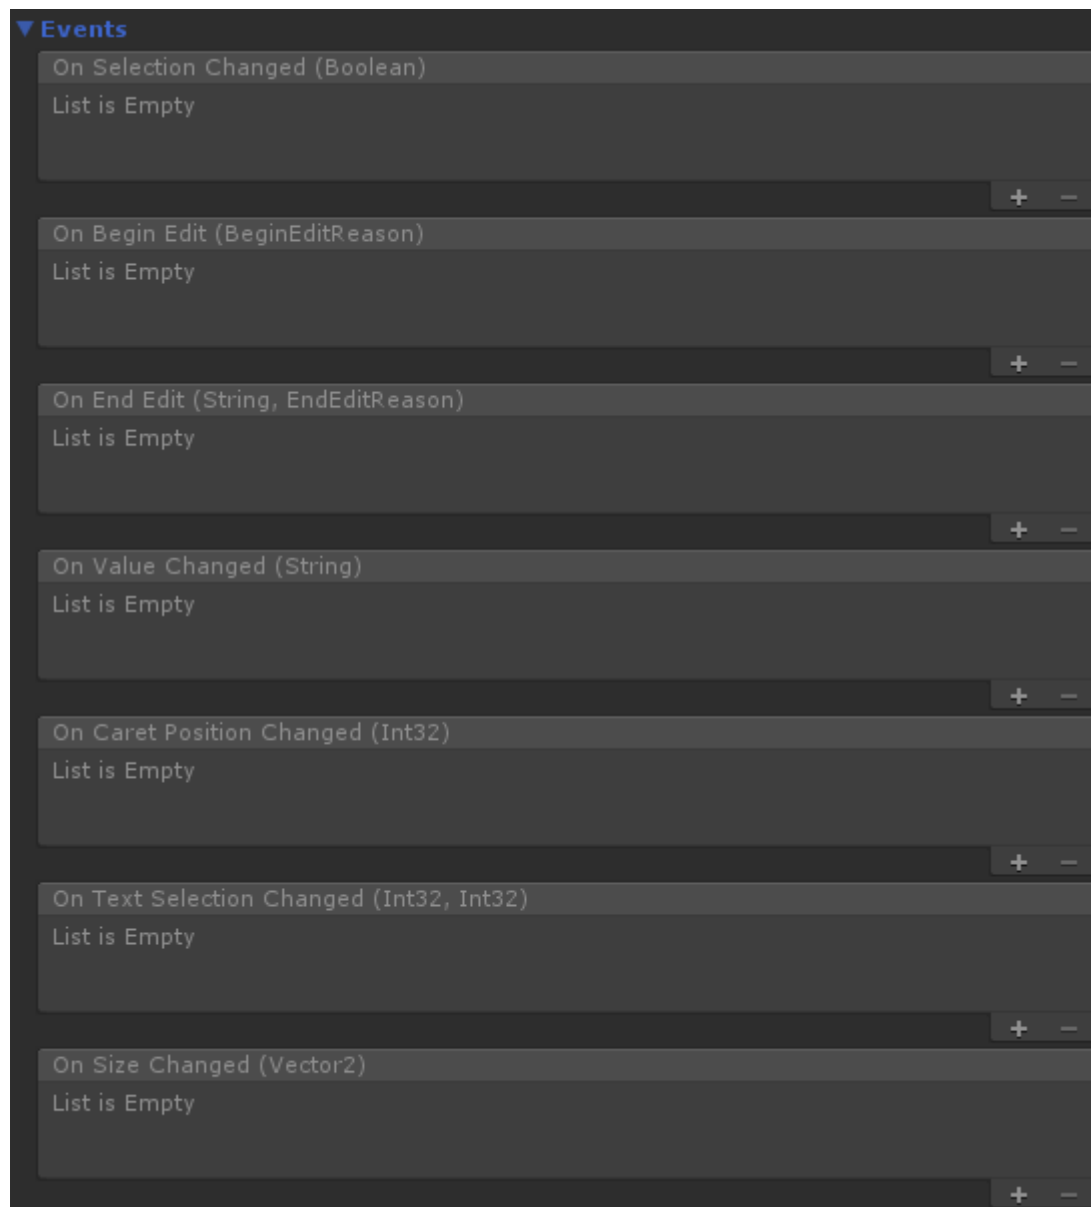 Events
On Selection Changed (Boolean)
List is Empty
On Begin Edit (BeginEditReason)
List is Empty
On End Edit (String, EndEditReason)
List is Empty
On Value Changed (String)
List is Empty
On Caret Position Changed (Int32)
List is Empty
On Text Selection Changed (Int32, Int32)
List is Empty
On Size Changed (Vector2)
List is Empty